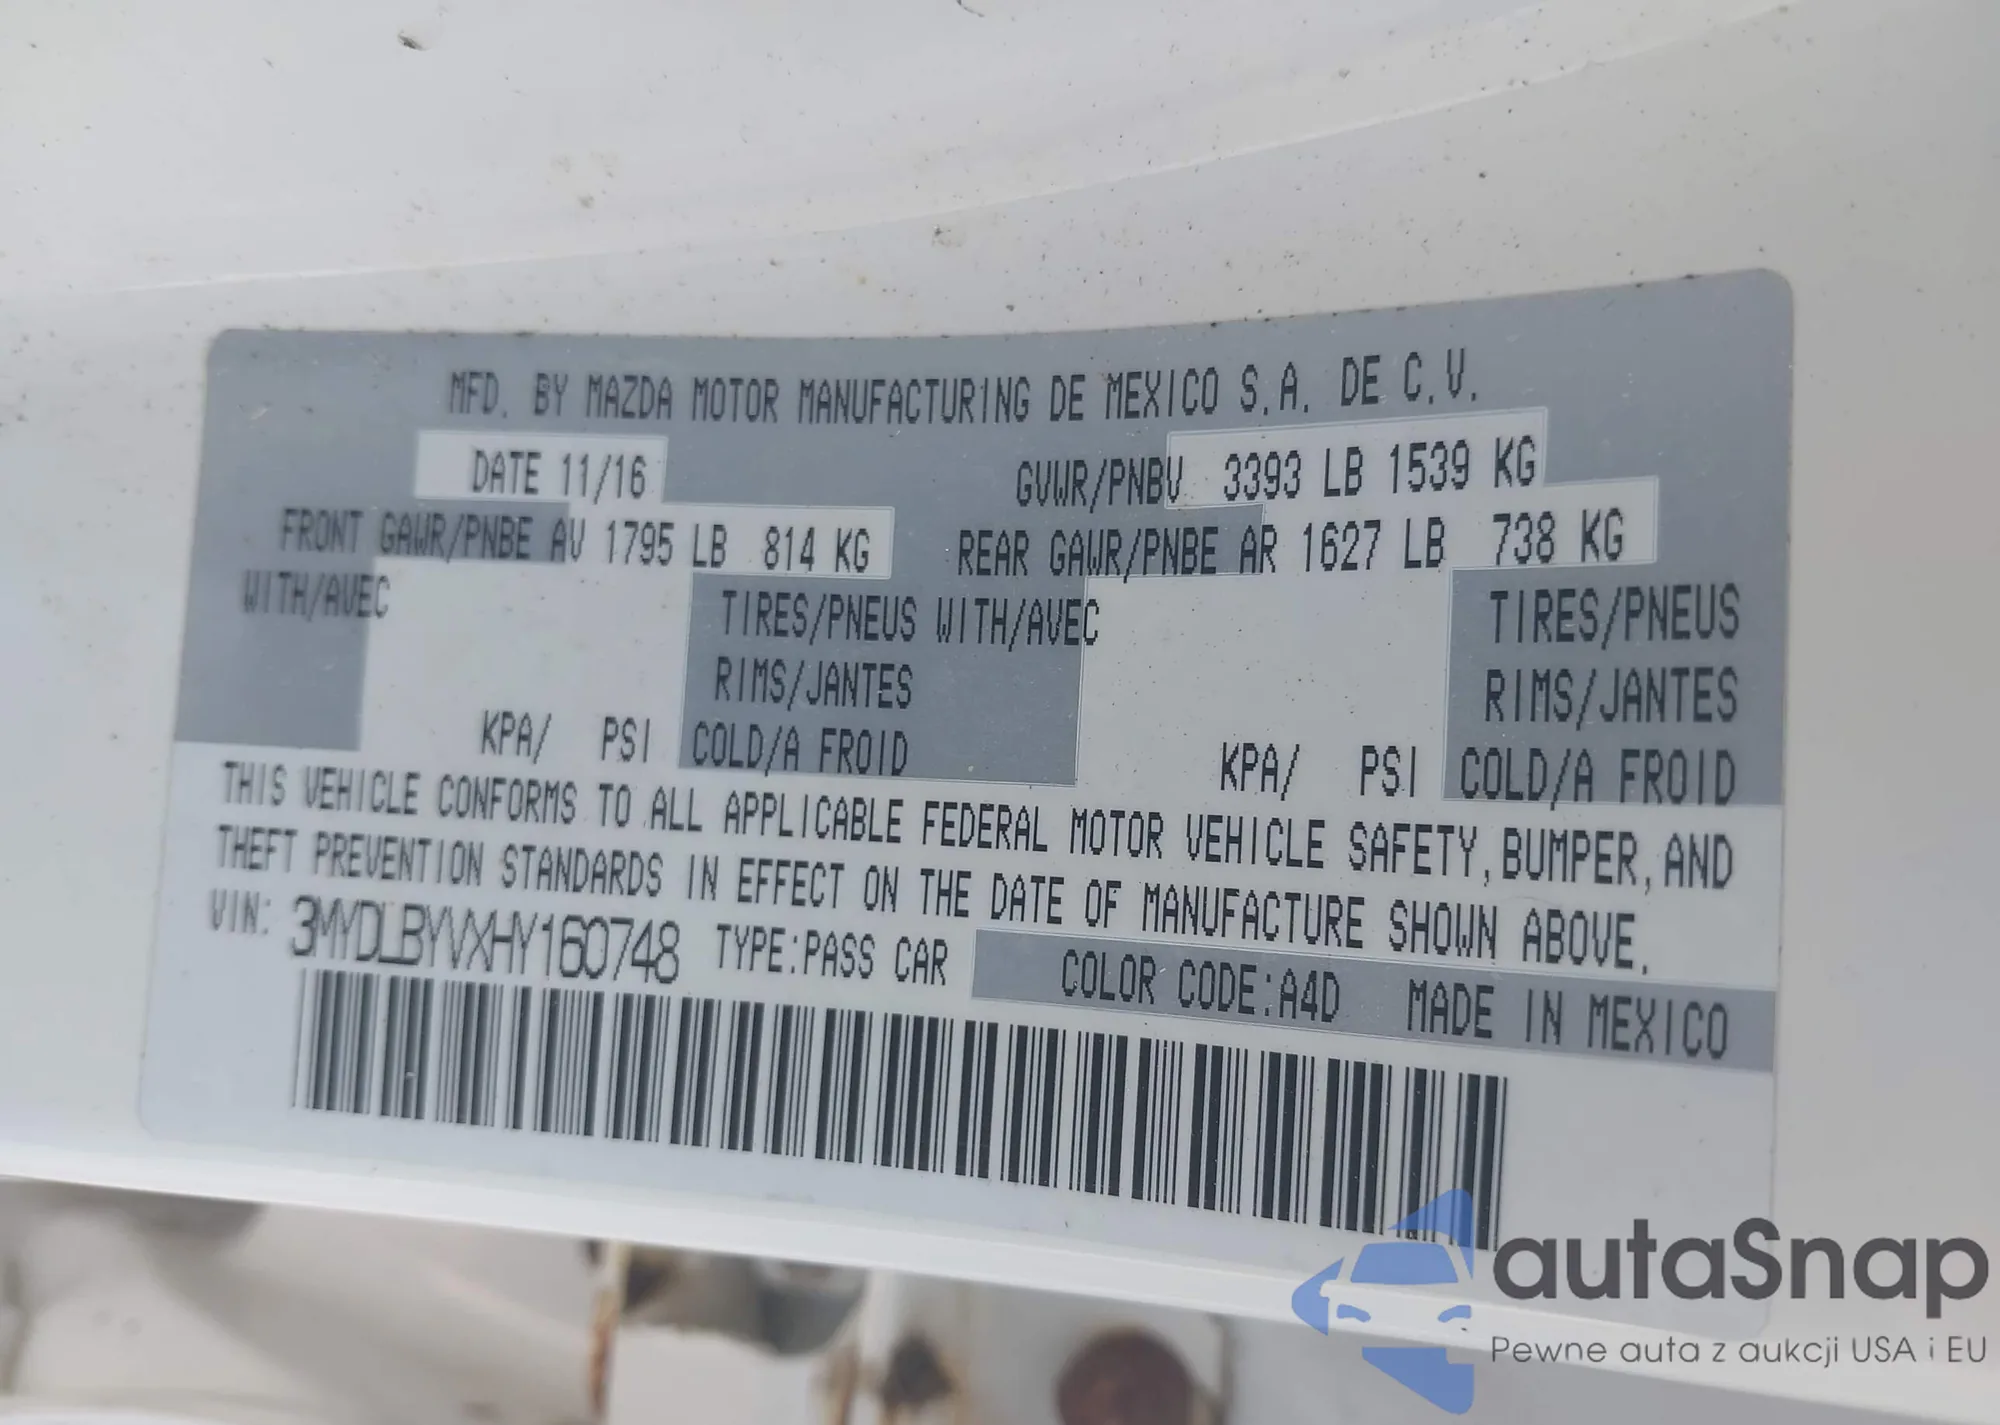 MFD. BY MAZDA MOTOR MANUFACTURING DE MEXICO S.A. DE C.V.
DATE 11/16 GVWR/PNBV 3393 LB 1539 KG
FRONT GAWR/PNBE AV 1795 LB 814 KG REAR GAWR/PNBE AR 1627 LB 738 KG
WITH/AVEC TIRES/PNEUS WITH/AVEC TIRES/PNEUS
RIMS/JANTES RIMS/JANTES
KPA/ PSI COLD/A FROID KPA/ PSI COLD/A FROID
THIS VEHICLE CONFORMS TO ALL APPLICABLE FEDERAL MOTOR VEHICLE SAFETY, BUMPER, AND
THEFT PREVENTION STANDARDS IN EFFECT ON THE DATE OF MANUFACTURE SHOWN ABOVE.
VIN: 3MYDLBYVXHY160748 TYPE:PASS CAR COLOR CODE:A4D MADE IN MEXICO
autaSnap
Pewne auta z aukcji USA i EU